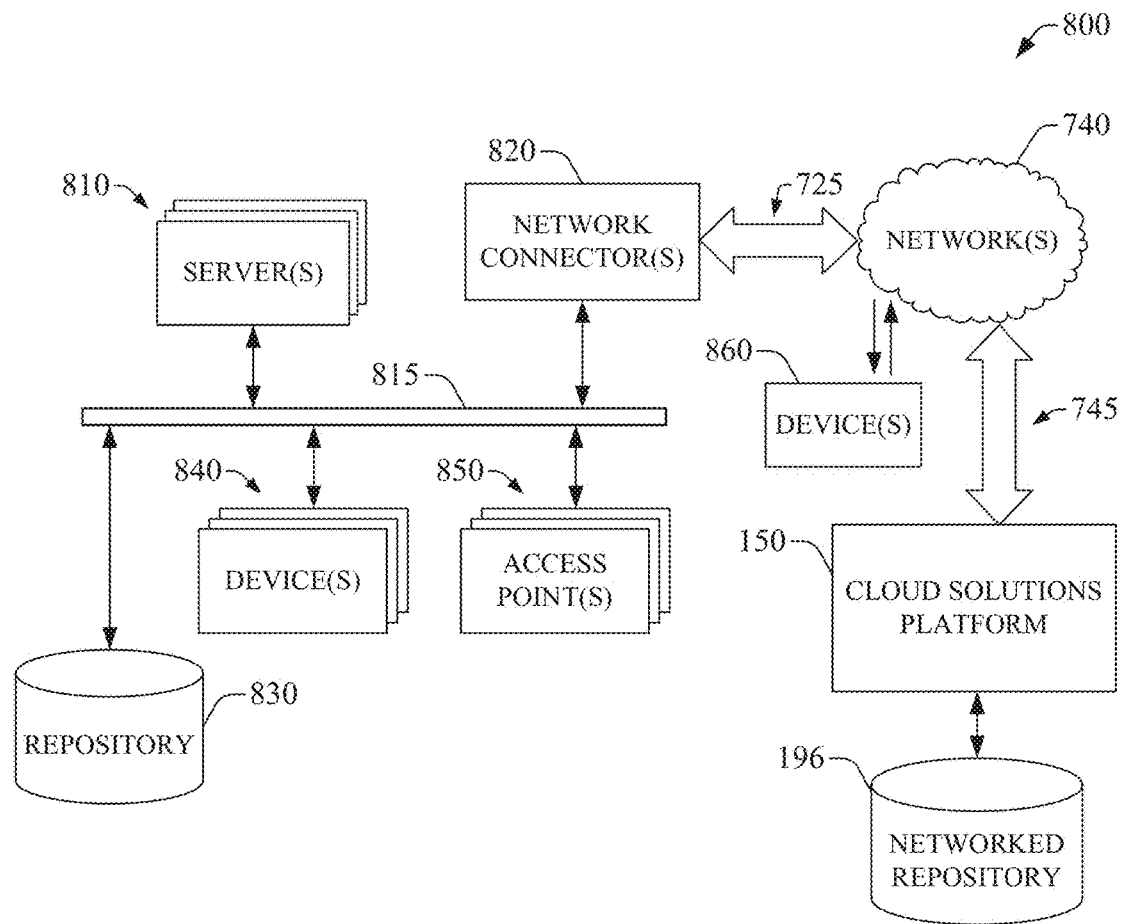 800
740
820
725
810
NETWORK
CONNECTOR(S)
NETWORK(S)
SERVER(S)
860
815
DEVICE(S)
745
840
850
150
DEVICE(S)
ACCESS
POINT(S)
CLOUD SOLUTIONS
PLATFORM
830
REPOSITORY
196
NETWORKED
REPOSITORY